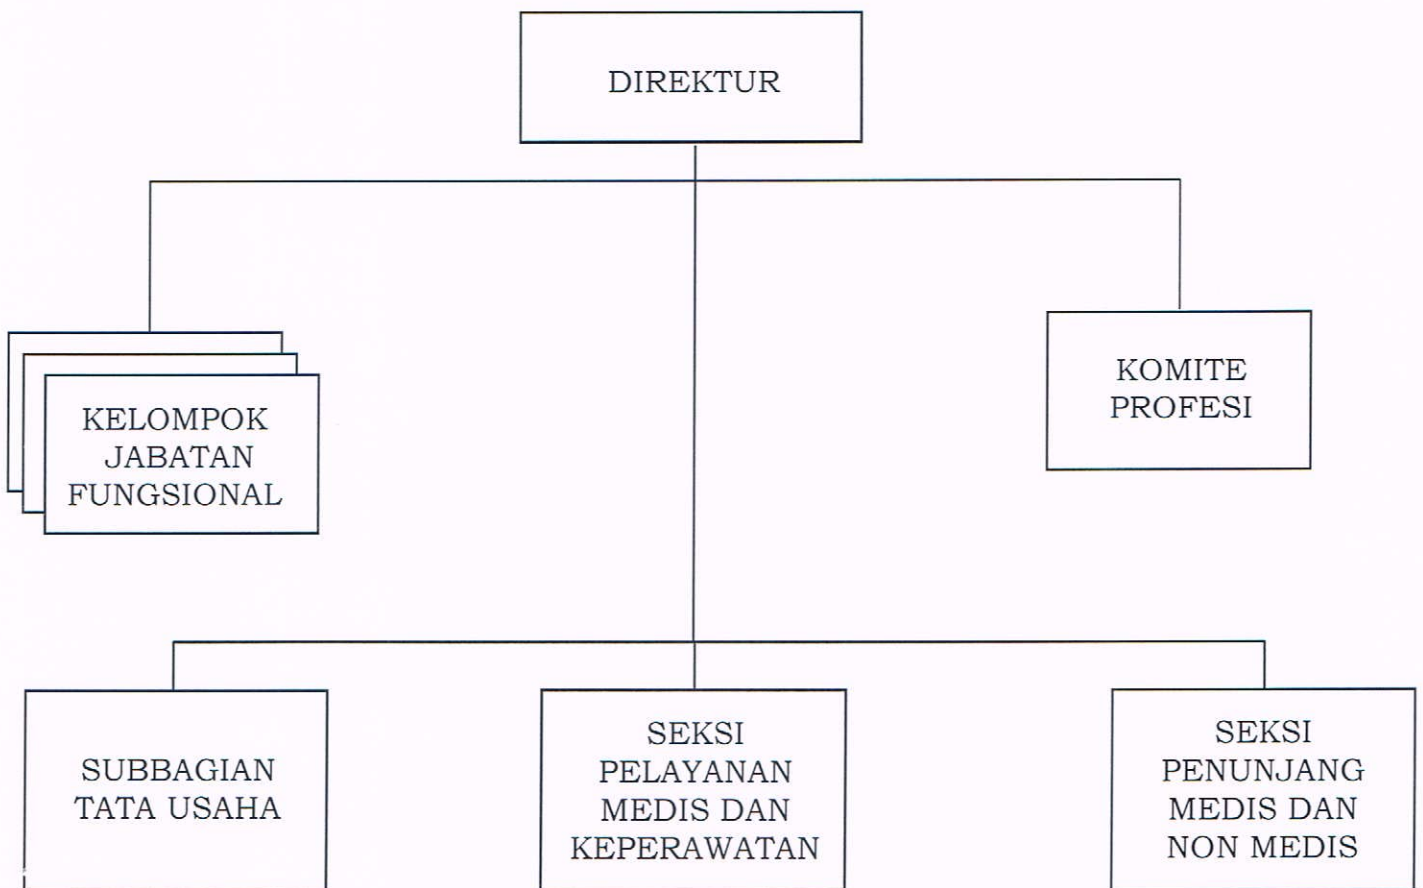 DIREKTUR
KELOMPOK
JABATAN
FUNGSIONAL
KOMITE
PROFESI
SUBBAGIAN
TATA USAHA
SEKSI
PELAYANAN
MEDIS DAN
KEPERAWATAN
SEKSI
PENUNJANG
MEDIS DAN
NON MEDIS